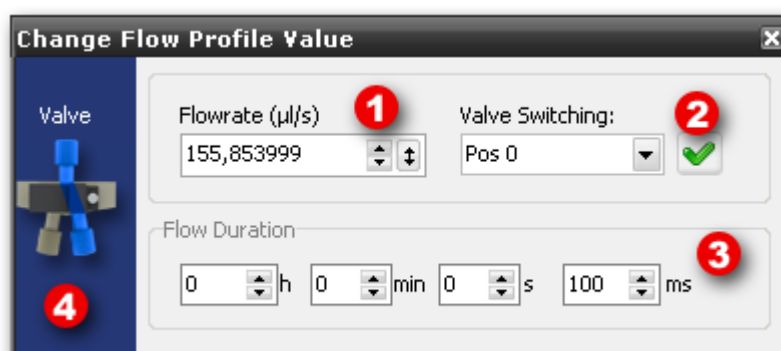 Change Flow Profile Value
Valve
Flowrate (µl/s)
1
Valve Switching:
2
155,853999
Pos 0
Flow Duration
3
0 h 0 min 0 s 100 ms
4